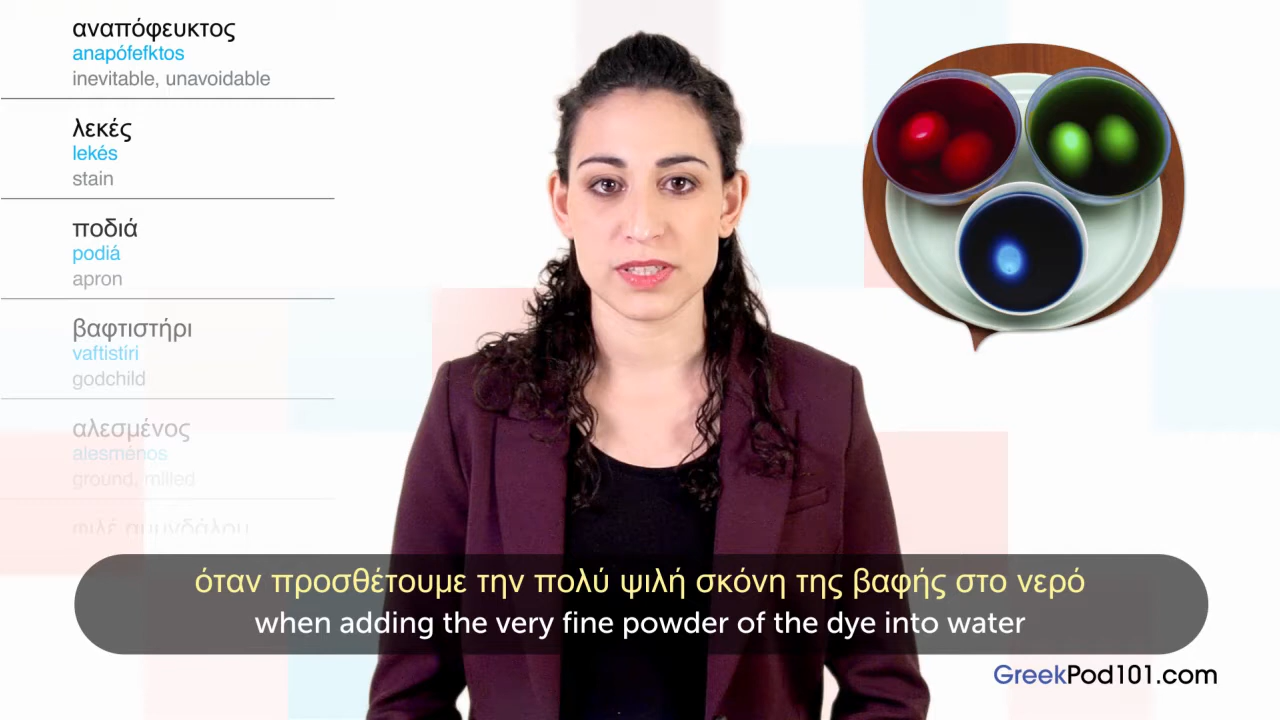 αναπόφευκτος
anapófefktos
inevitable, unavoidable
λεκές
lekés
stain
ποδιά
podiá
apron
βαφτιστήρι
vaftistíri
godchild
αλεσμένος
alesménos
ground, milled
φιλέ αμυγδάλου
όταν προσθέτουμε την πολύ ψιλή σκόνη της βαφής στο νερό
when adding the very fine powder of the dye into water
GreekPod101.com